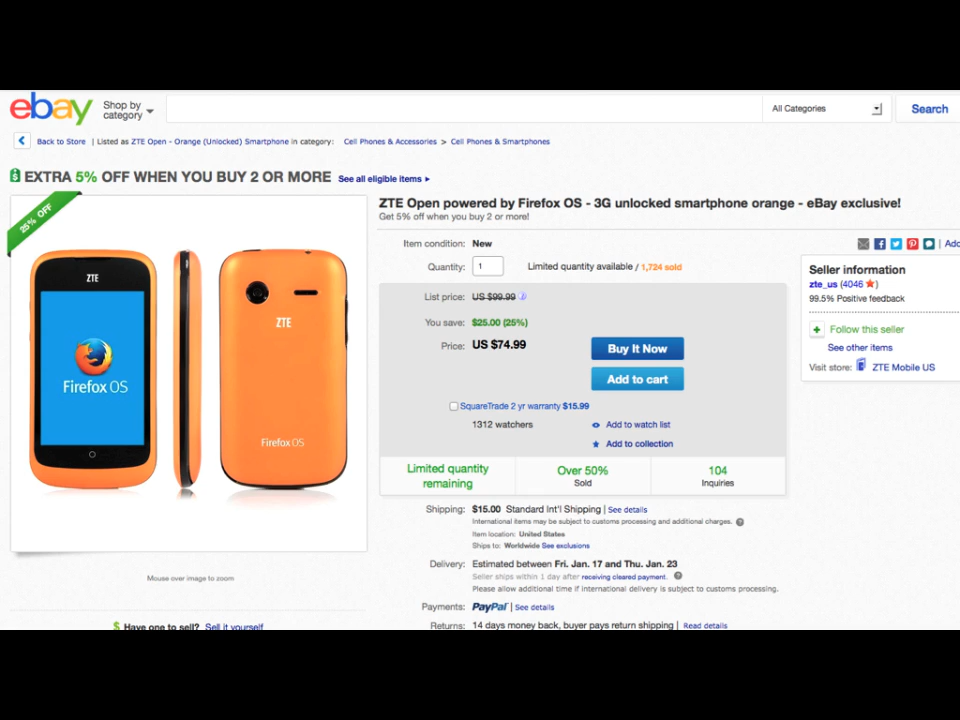 ebay
Shop by
category
All Categories
Search
Back to Store | Listed as ZTE Open - Orange (Unlocked) Smartphone in category: Cell Phones & Accessories > Cell Phones & Smartphones
$ EXTRA 5% OFF WHEN YOU BUY 2 OR MORE See all eligible items
25% OFF
ZTE
Firefox OS
ZTE
Firefox OS
Mouse over image to zoom
$ Have one to sell? Sell it yourself
ZTE Open powered by Firefox OS - 3G unlocked smartphone orange - eBay exclusive!
Get 5% off when you buy 2 or more!
Item condition: New
Quantity: 1 Limited quantity available / 1,724 sold
List price: US $99.99
You save: $25.00 (25%)
Price: US $74.99
Buy It Now
Add to cart
SquareTrade 2 yr warranty $15.99
1312 watchers
Add to watch list
Add to collection
Limited quantity
remaining
Over 50%
Sold
104
Inquiries
Shipping: $15.00 Standard Int'l Shipping | See details
International items may be subject to customs processing and additional charges.
Item location: United States
Ships to: Worldwide See exclusions
Delivery: Estimated between Fri. Jan. 17 and Thu. Jan. 23
Seller ships within 1 day after receiving cleared payment.
Please allow additional time if international delivery is subject to customs processing.
Payments: PayPal | See details
Returns: 14 days money back, buyer pays return shipping | Read details
| Add
Seller information
zte_us (4046 )
99.5% Positive feedback
+ Follow this seller
See other items
Visit store: ZTE Mobile US